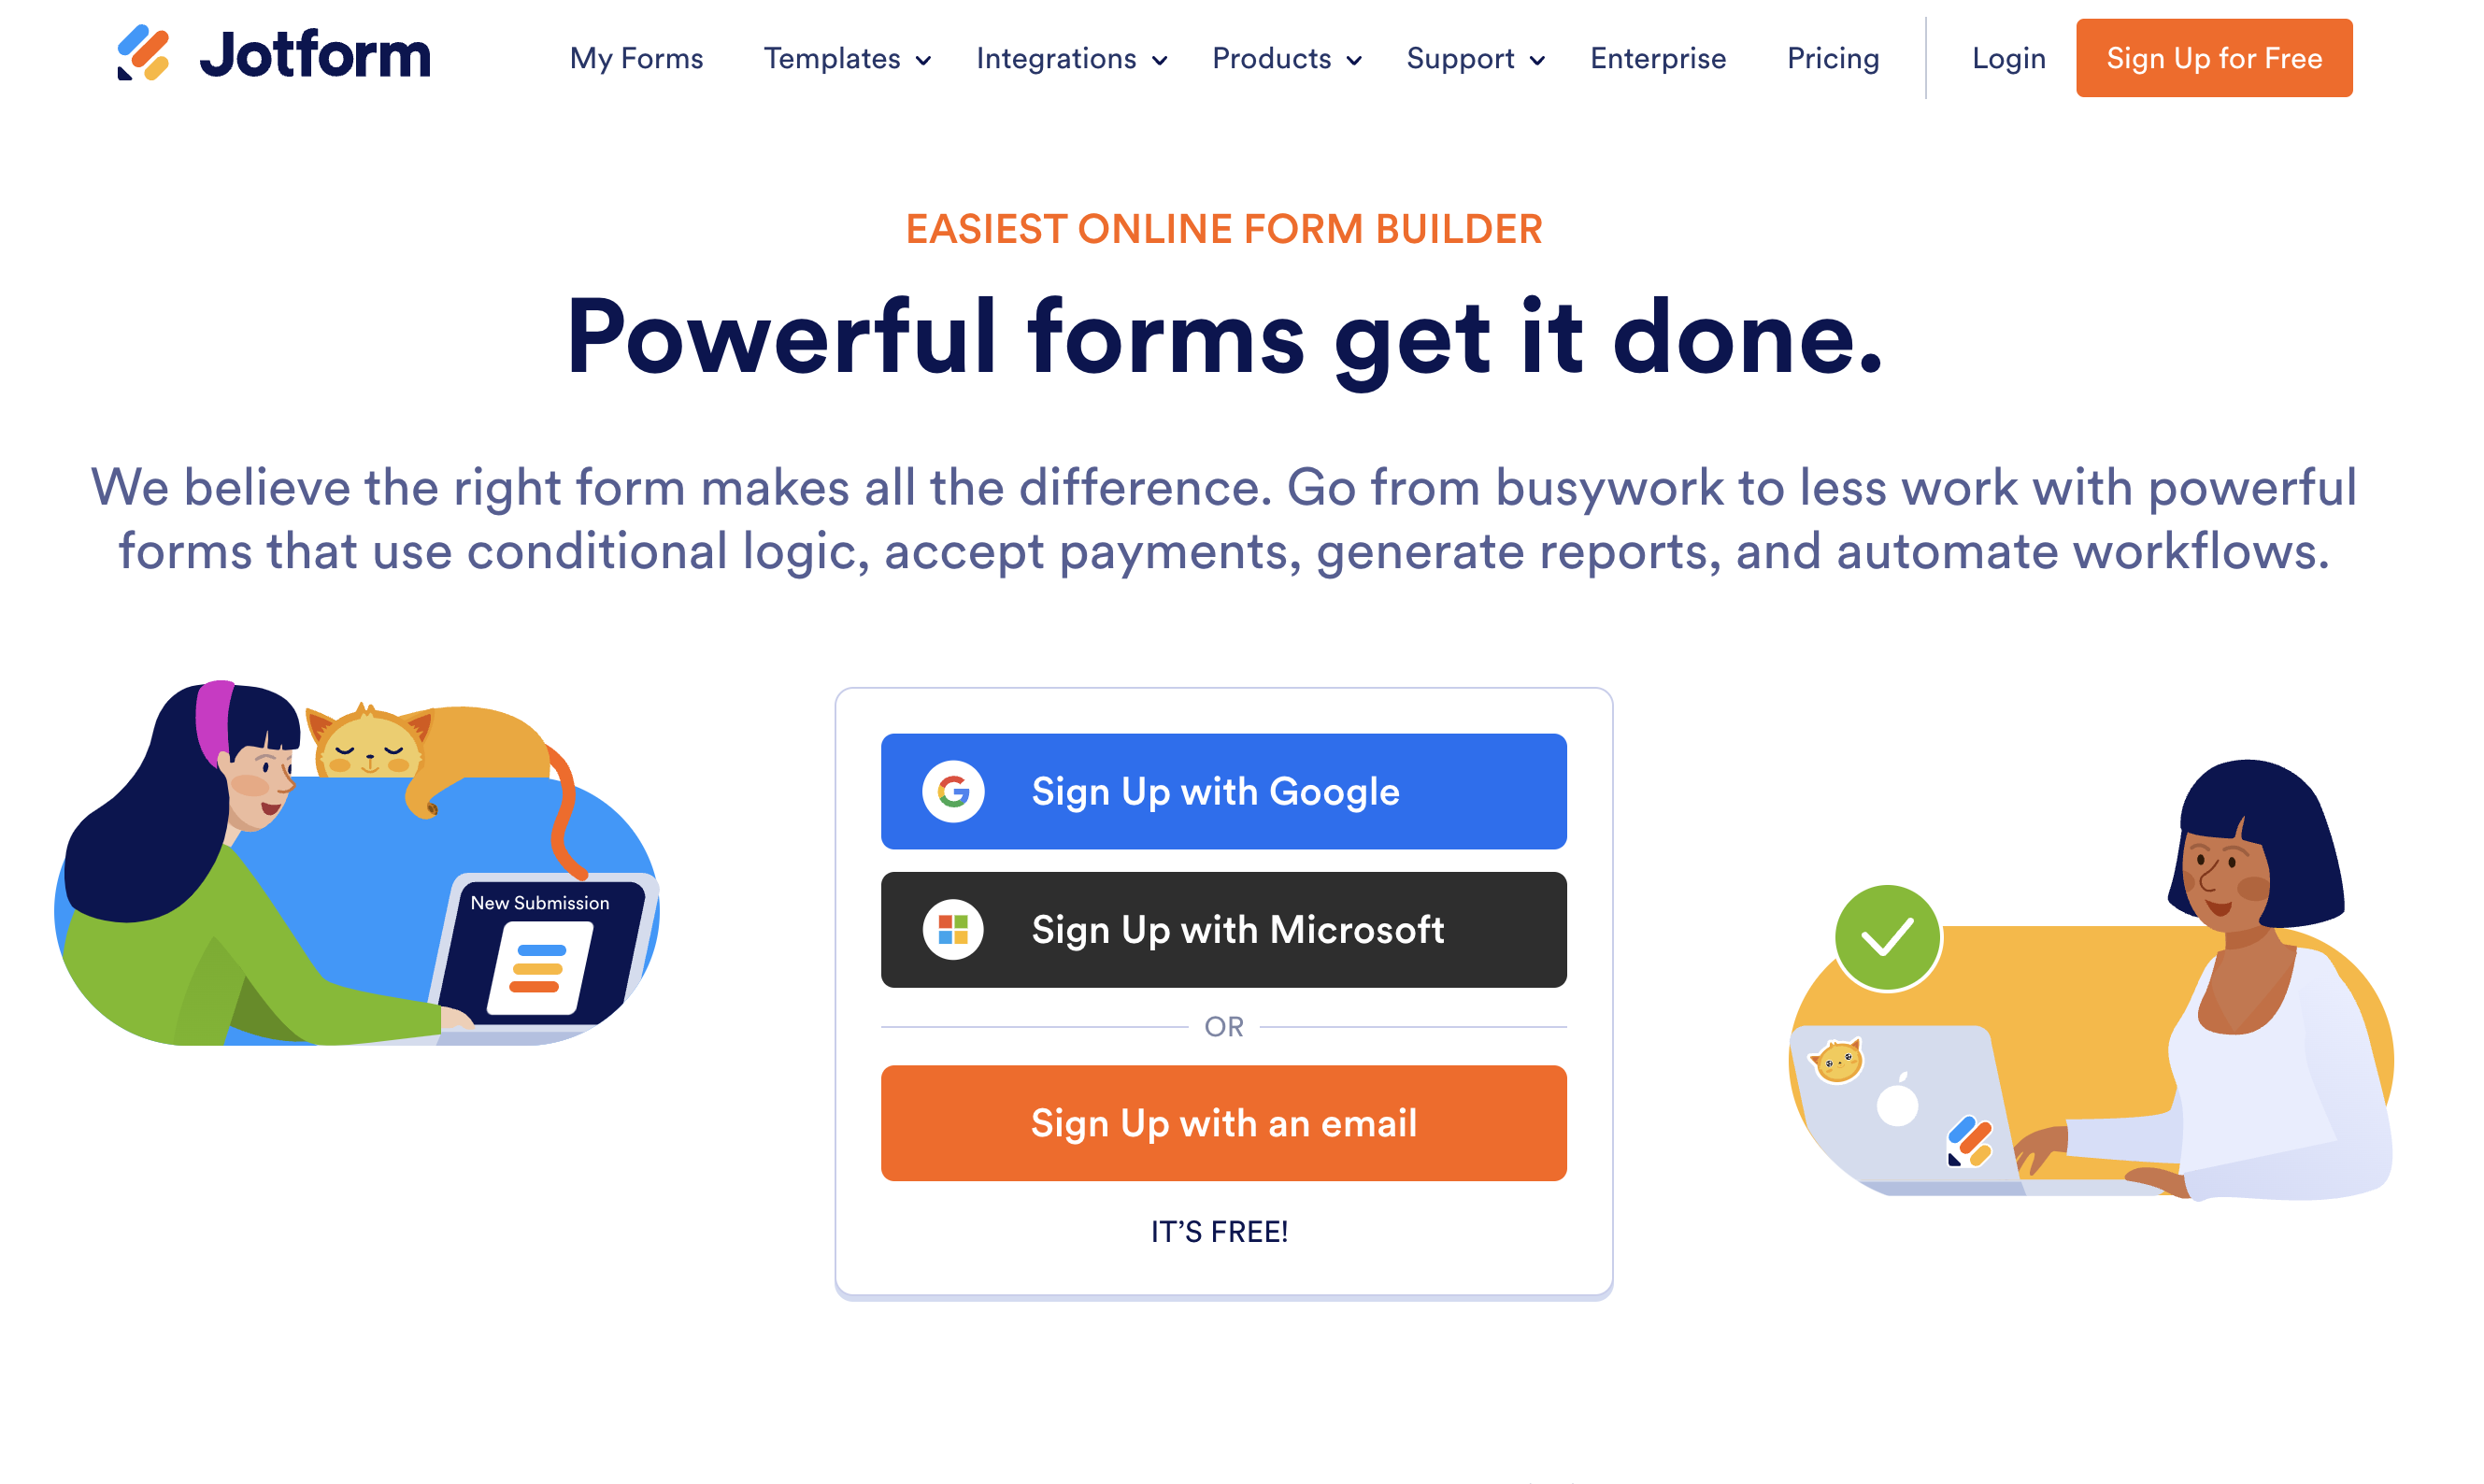 Jotform
My Forms Templates Integrations Products Support Enterprise Pricing Login Sign Up for Free
EASIEST ONLINE FORM BUILDER
Powerful forms get it done.
We believe the right form makes all the difference. Go from busywork to less work with powerful
forms that use conditional logic, accept payments, generate reports, and automate workflows.
New Submission
Sign Up with Google
Sign Up with Microsoft
OR
Sign Up with an email
IT’S FREE!